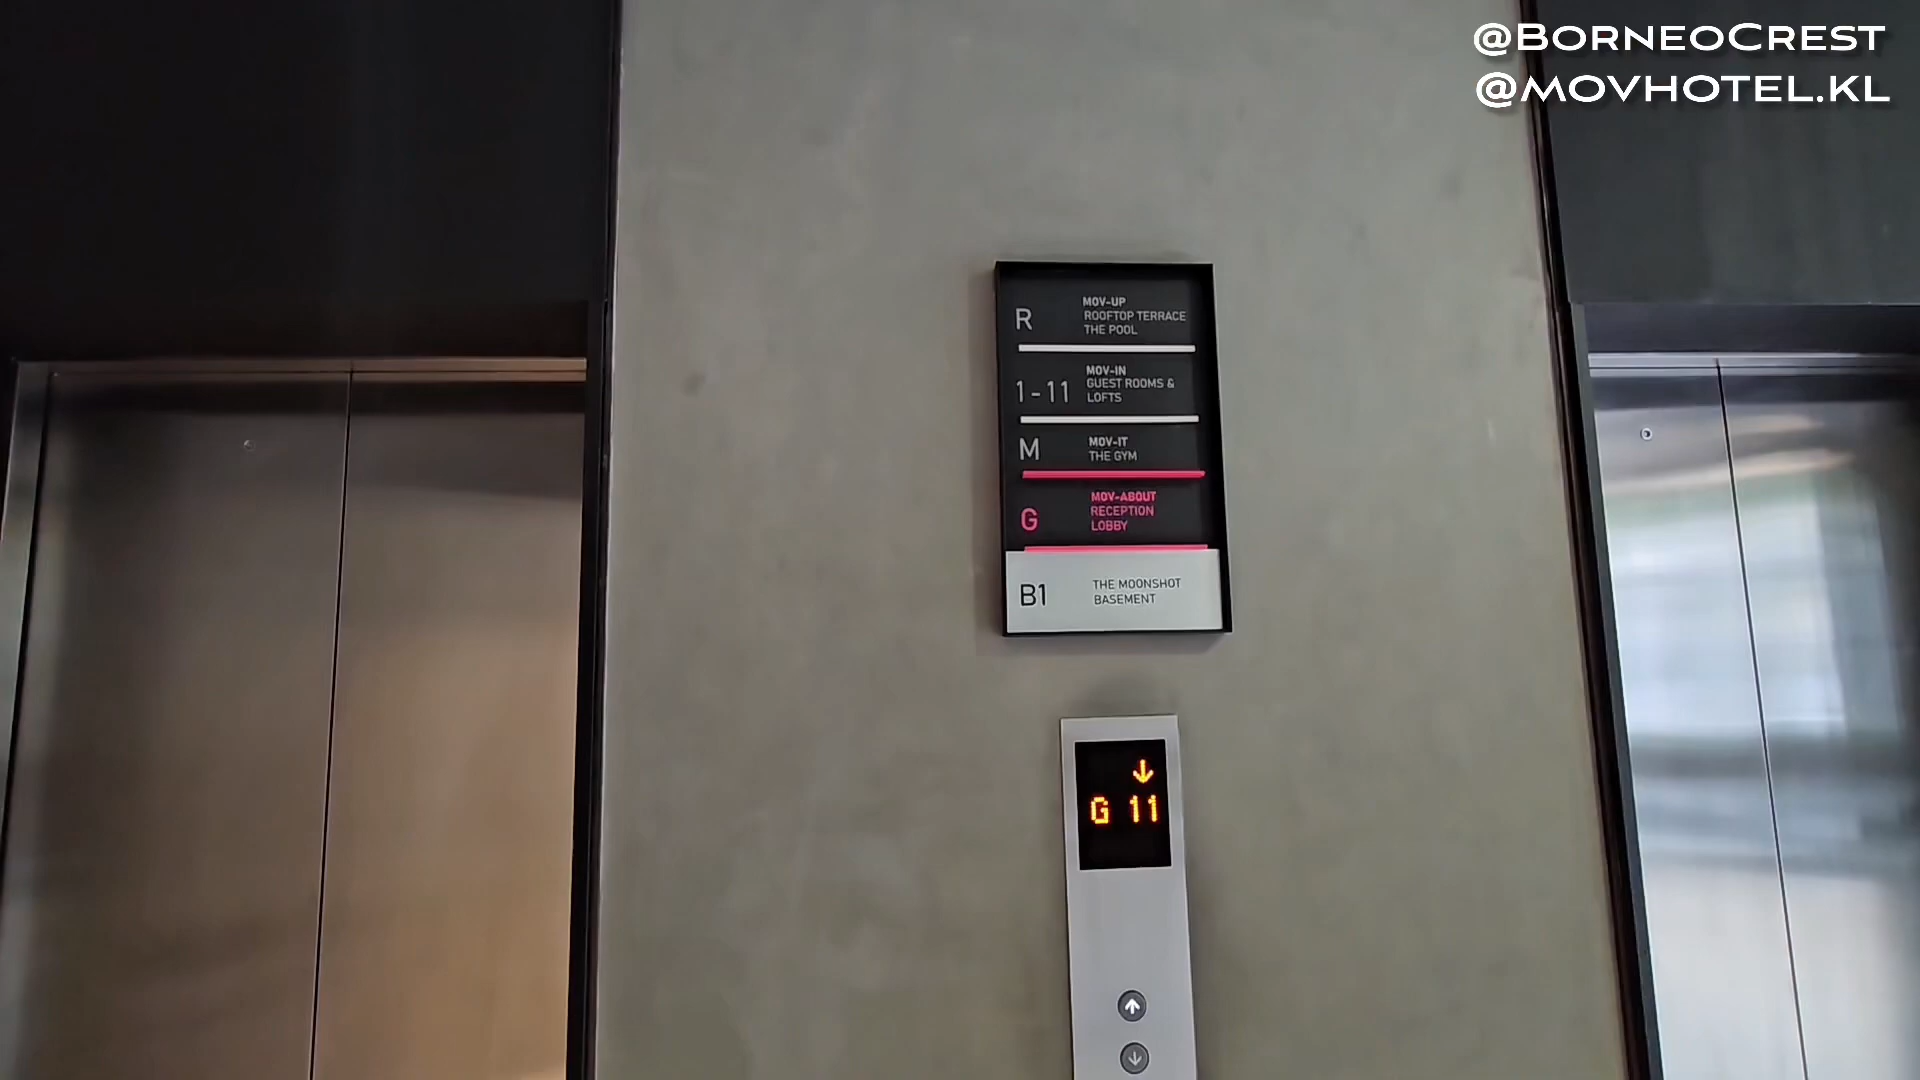 @BORNEOCREST
@MOVHOTEL.KL
R
MOV-UP
ROOFTOP TERRACE
THE POOL
1-11
MOV-IN
GUEST ROOMS &
LOFTS
M
MOV-IT
THE GYM
G
MOV-ABOUT
RECEPTION
LOBBY
B1
THE MOONSHOT
BASEMENT
↓
G 11